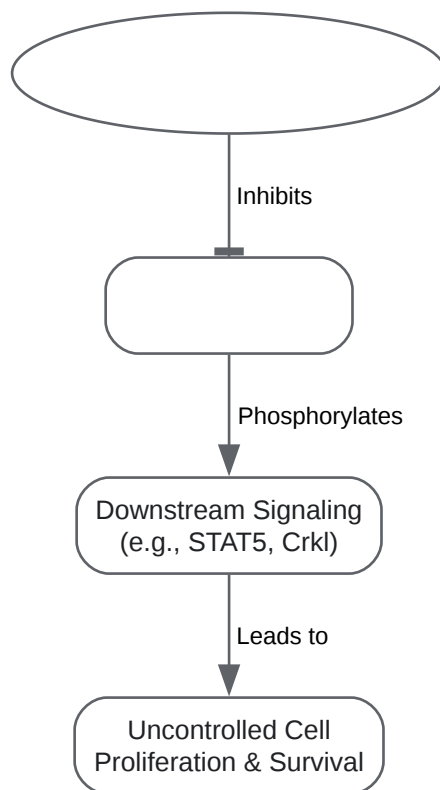 Inhibits
Phosphorylates
Downstream Signaling
(e.g., STAT5, Crkl)
Leads to
Uncontrolled Cell
Proliferation & Survival